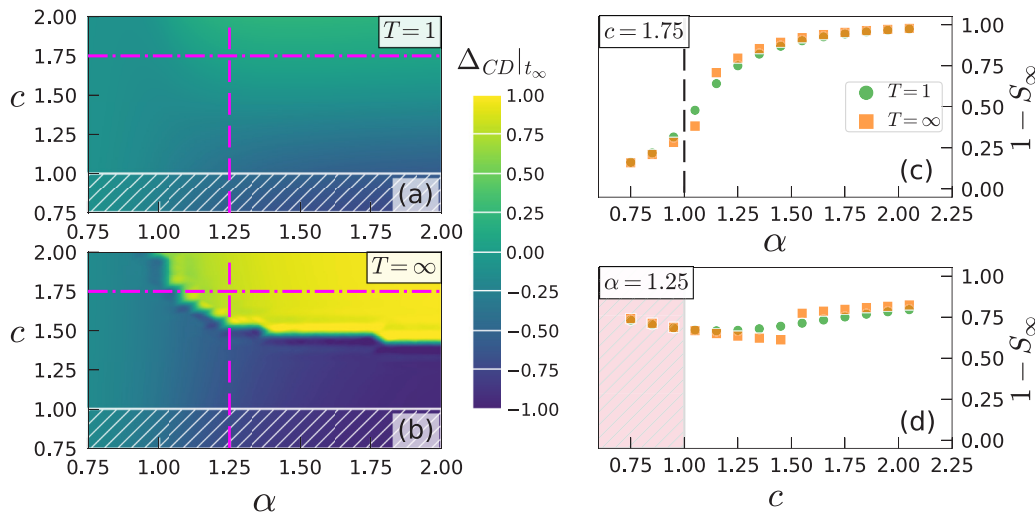 2.00
1.75
1.50
1.25
1.00
0.75
c
T = 1
(a)
0.75 1.00 1.25 1.50 1.75 2.00
2.00
1.75
1.50
1.25
1.00
0.75
c
T = ∞
(b)
0.75 1.00 1.25 1.50 1.75 2.00
α
Δ_CD|t_∞
1.00
0.75
0.50
0.25
0.00
−0.25
−0.50
−0.75
−1.00
c = 1.75
T = 1
T = ∞
(c)
1.00
0.75
0.50
0.25
0.00
1 − S_∞
0.75 1.00 1.25 1.50 1.75 2.00 2.25
α
α = 1.25
(d)
1.00
0.75
0.50
0.25
0.00
1 − S_∞
0.75 1.00 1.25 1.50 1.75 2.00 2.25
c